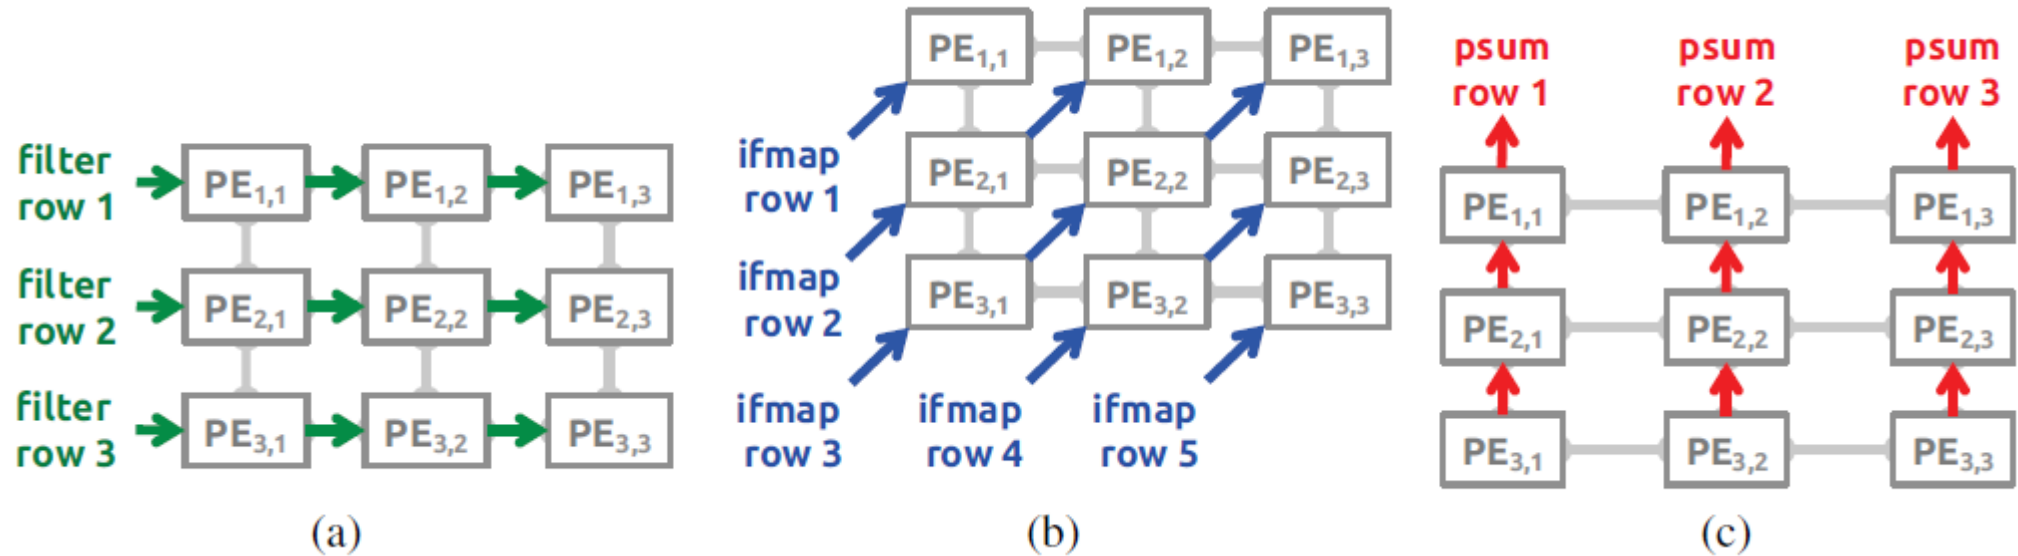 filter
row 1
PE1,1
PE1,2
PE1,3
filter
row 2
PE2,1
PE2,2
PE2,3
filter
row 3
PE3,1
PE3,2
PE3,3
(a)
PE1,1
PE1,2
PE1,3
ifmap
row 1
PE2,1
PE2,2
PE2,3
ifmap
row 2
PE3,1
PE3,2
PE3,3
ifmap
row 3
ifmap
row 4
ifmap
row 5
(b)
psum
row 1
psum
row 2
psum
row 3
PE1,1
PE1,2
PE1,3
PE2,1
PE2,2
PE2,3
PE3,1
PE3,2
PE3,3
(c)